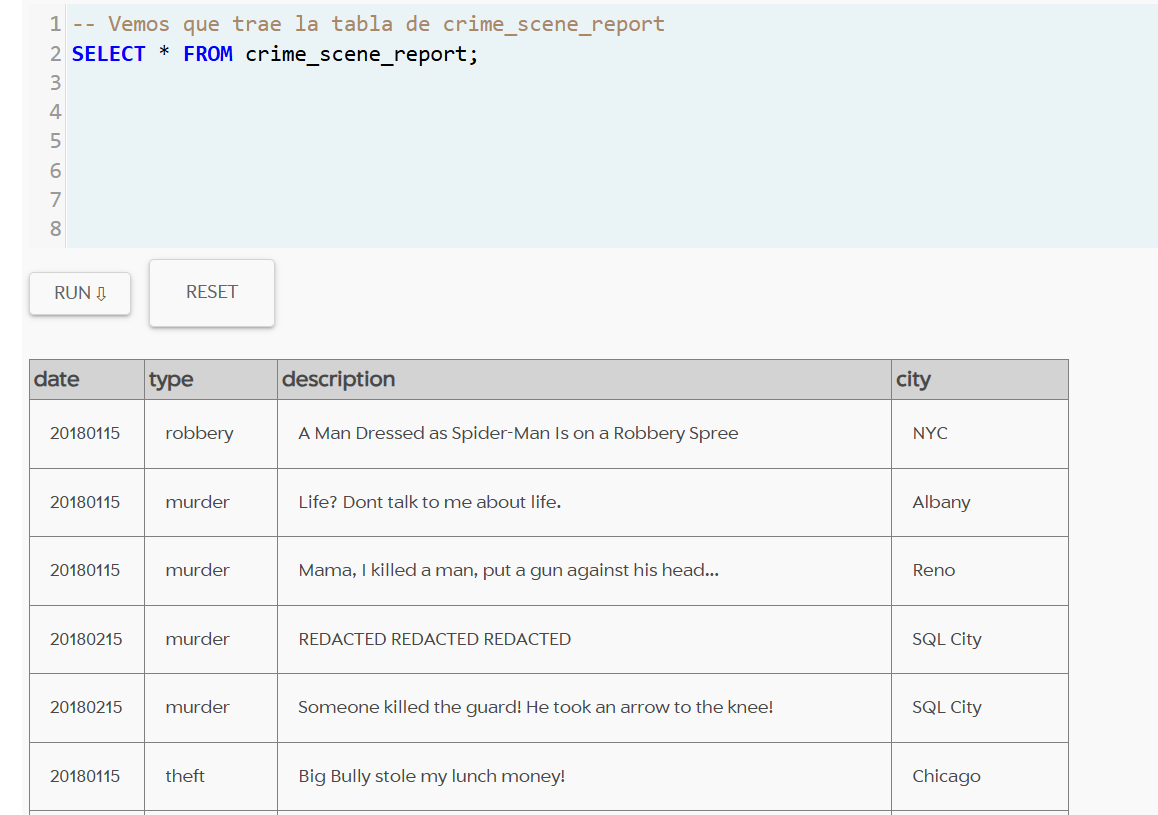 1 -- Vemos que trae la tabla de crime_scene_report
2 SELECT * FROM crime_scene_report;
3
4
5
6
7
8
RUN ⇩ RESET
date type description city
20180115 robbery A Man Dressed as Spider-Man Is on a Robbery Spree NYC
20180115 murder Life? Dont talk to me about life. Albany
20180115 murder Mama, I killed a man, put a gun against his head... Reno
20180215 murder REDACTED REDACTED REDACTED SQL City
20180215 murder Someone killed the guard! He took an arrow to the knee! SQL City
20180115 theft Big Bully stole my lunch money! Chicago